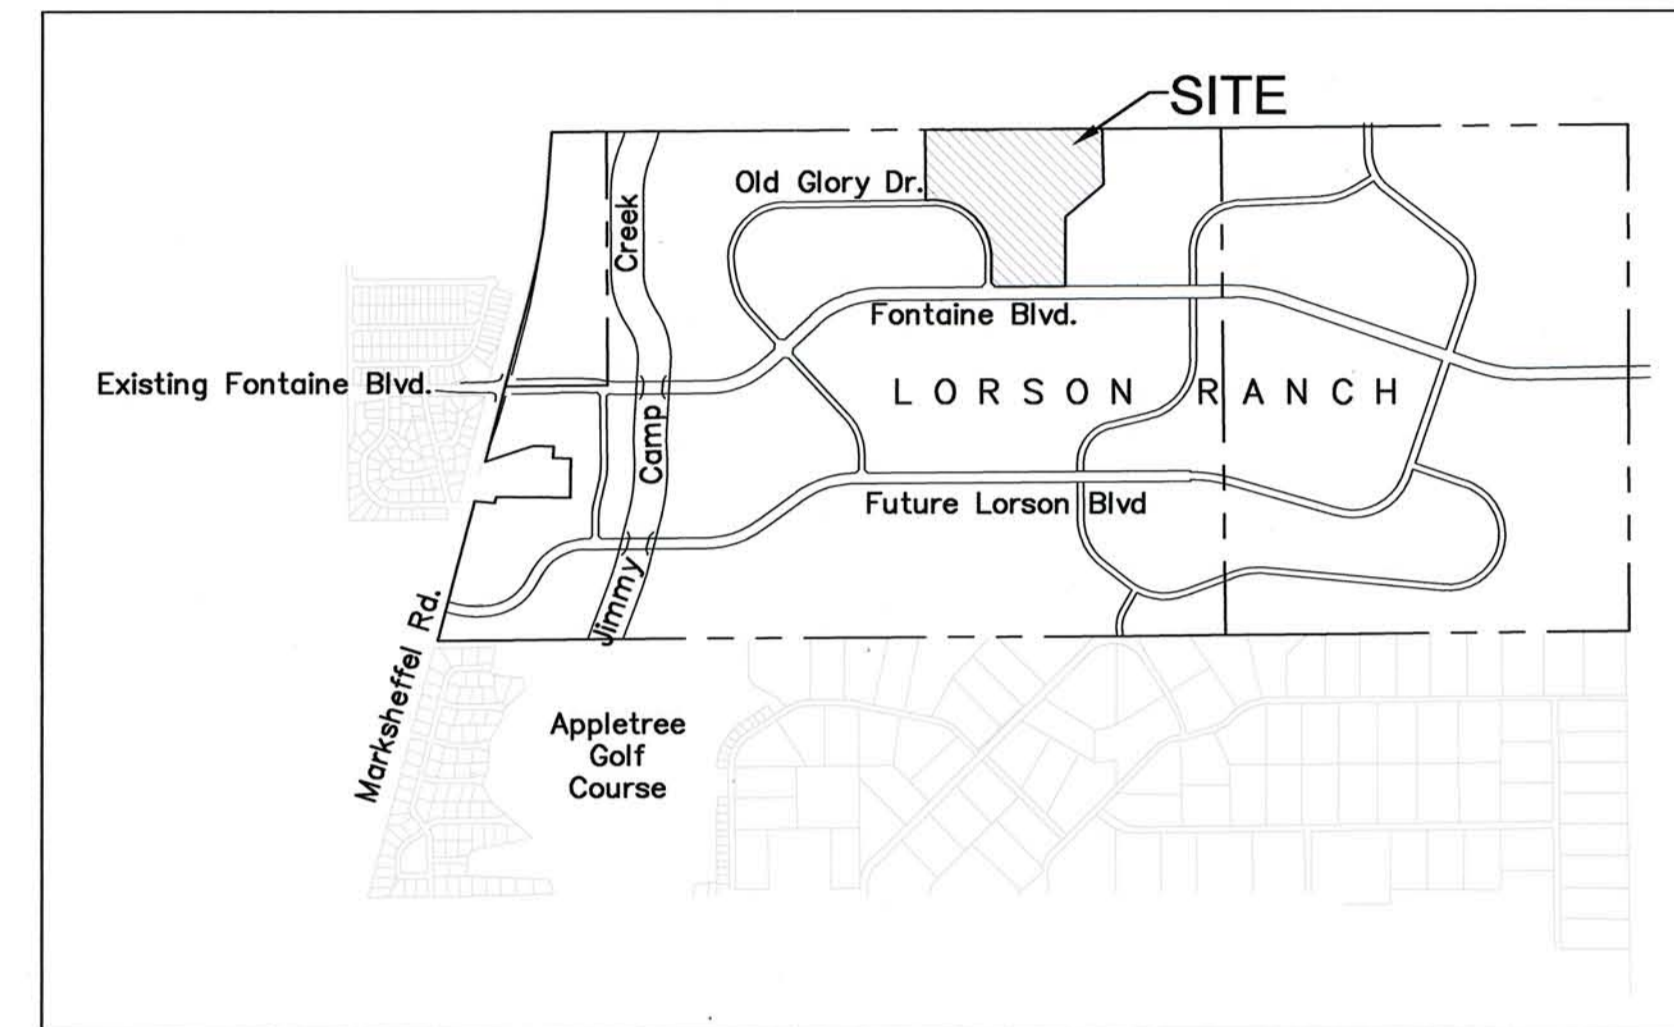 SITE
Old Glory Dr.
Creek
Fontaine Blvd.
Existing Fontaine Blvd.
LORSON RANCH
Camp
Future Lorson Blvd
Jimmy
Marksheffel Rd.
Appletree
Golf
Course